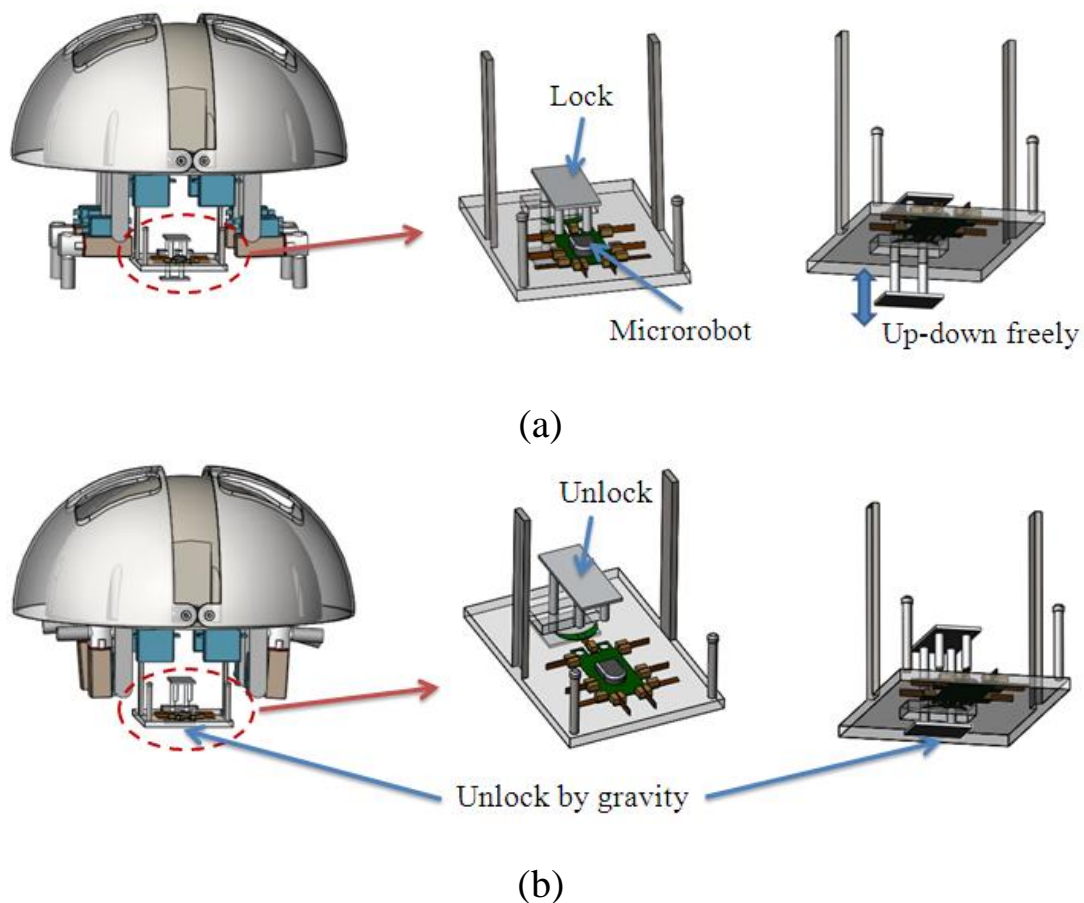 Lock
Microrobot
Up-down freely
(a)
Unlock
Unlock by gravity
(b)